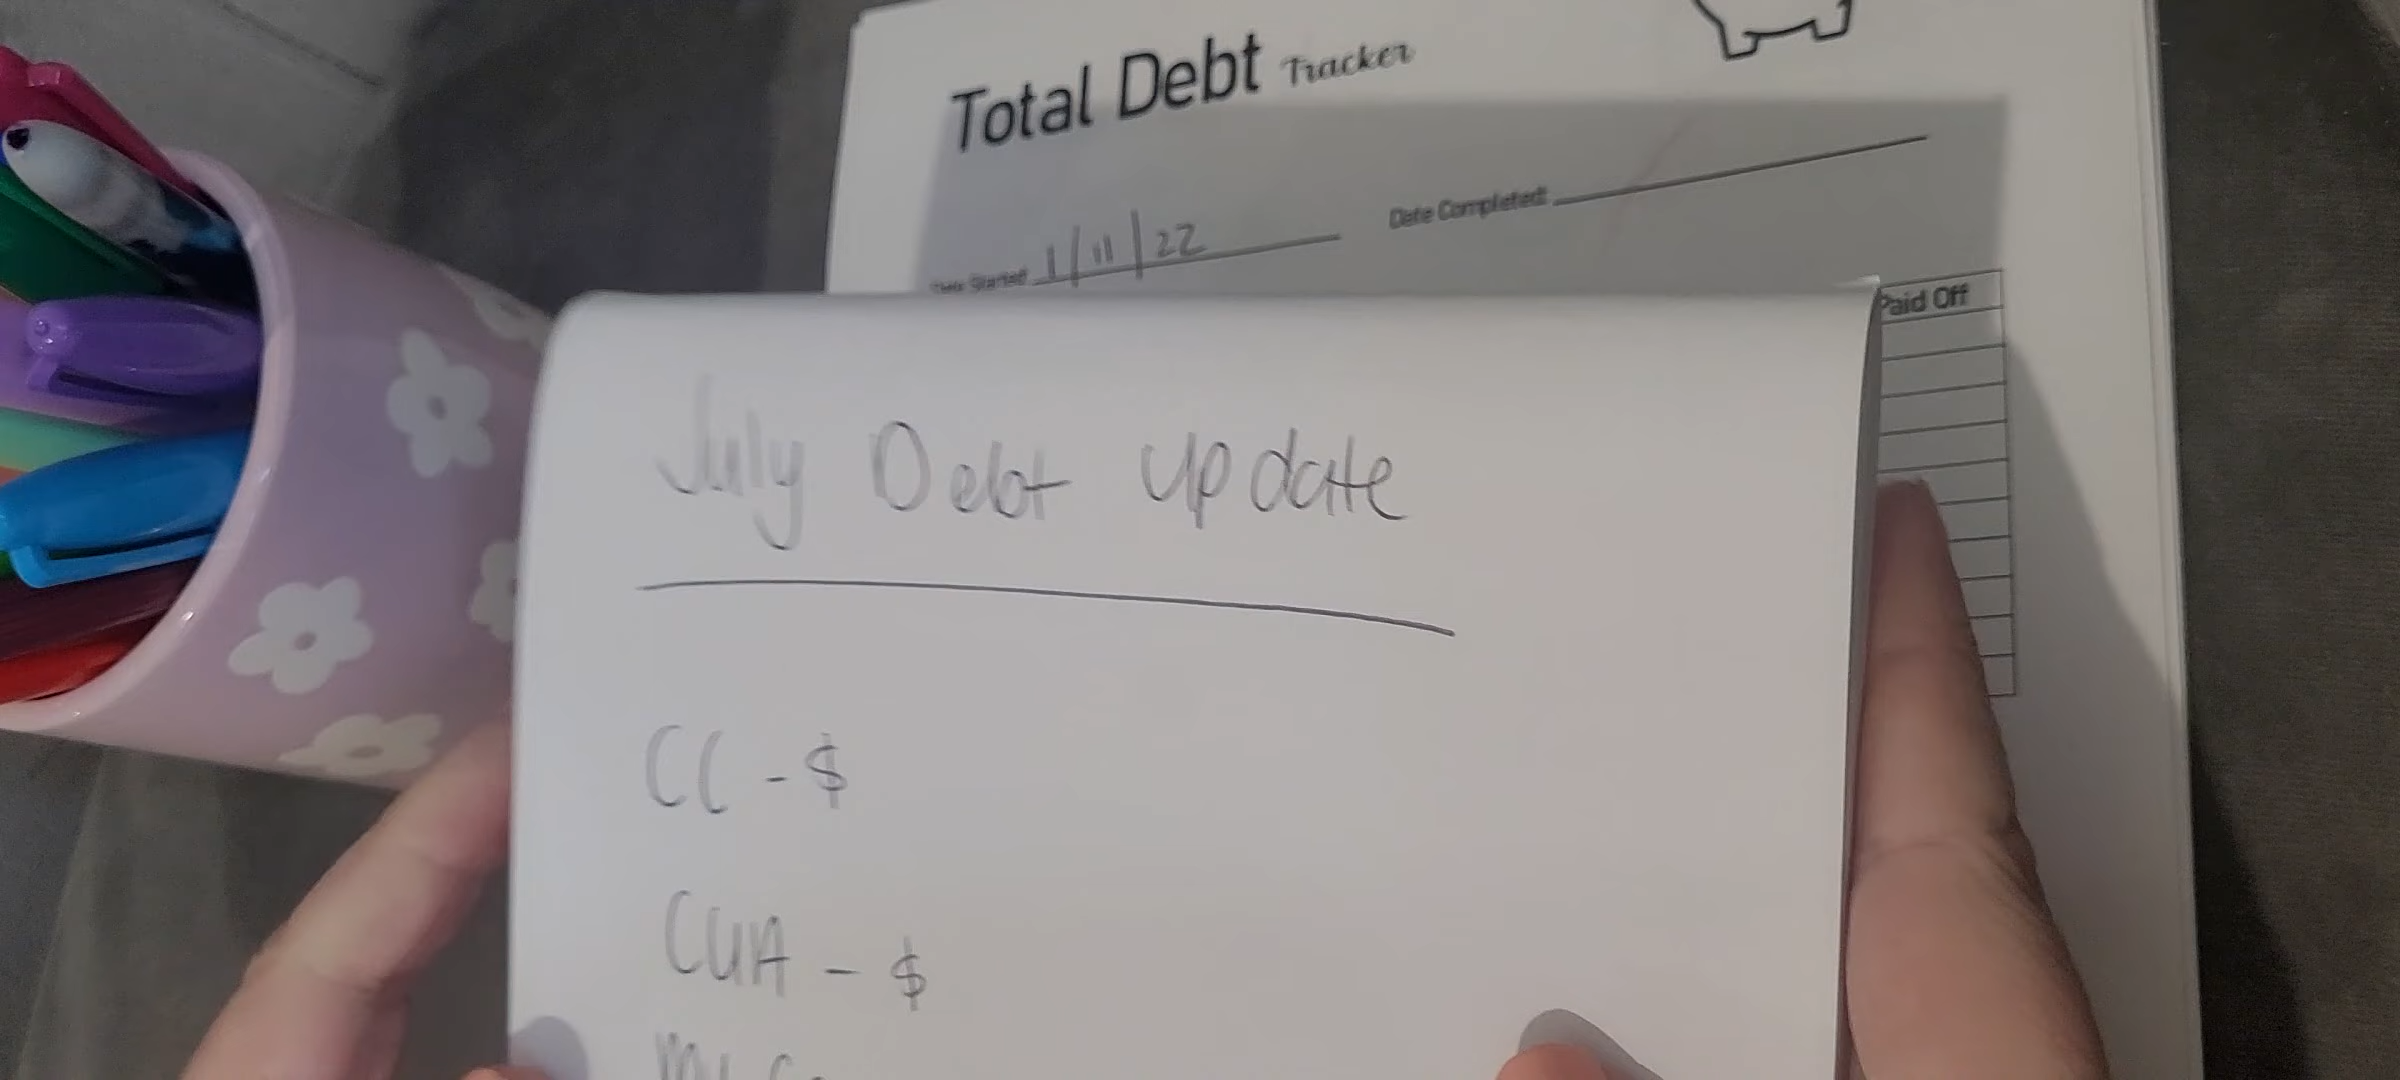 Total Debt Tracker
Date Started 1/11/22 Date Completed:
Paid Off
July Debt update
CC - $
CUA - $